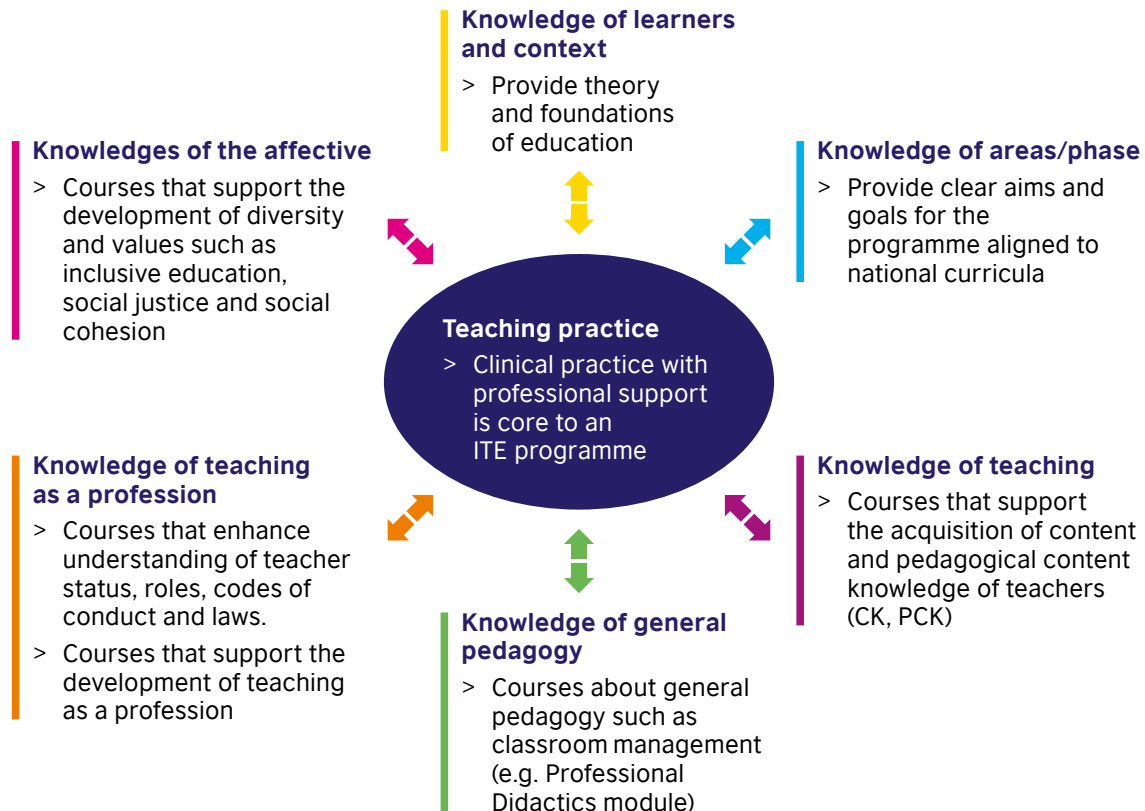 Knowledge of learners
and context
> Provide theory
and foundations
of education
Knowledges of the affective
> Courses that support the
development of diversity
and values such as
inclusive education,
social justice and social
cohesion
Knowledge of areas/phase
> Provide clear aims and
goals for the
programme aligned to
national curricula
Teaching practice
> Clinical practice with
professional support
is core to an
ITE programme
Knowledge of teaching
as a profession
> Courses that enhance
understanding of teacher
status, roles, codes of
conduct and laws.
> Courses that support the
development of teaching
as a profession
Knowledge of general
pedagogy
> Courses about general
pedagogy such as
classroom management
(e.g. Professional
Didactics module)
Knowledge of teaching
> Courses that support
the acquisition of content
and pedagogical content
knowledge of teachers
(CK, PCK)